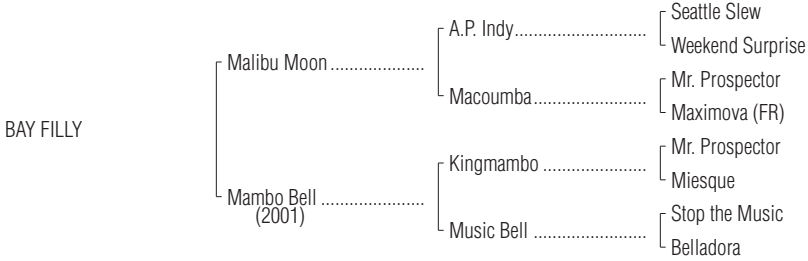 Seattle Slew
A.P. Indy
Weekend Surprise
Malibu Moon
Mr. Prospector
Macoumba
Maximova (FR)
BAY FILLY
Mr. Prospector
Kingmambo
Miesque
Mambo Bell
(2001)
Stop the Music
Music Bell
Belladora